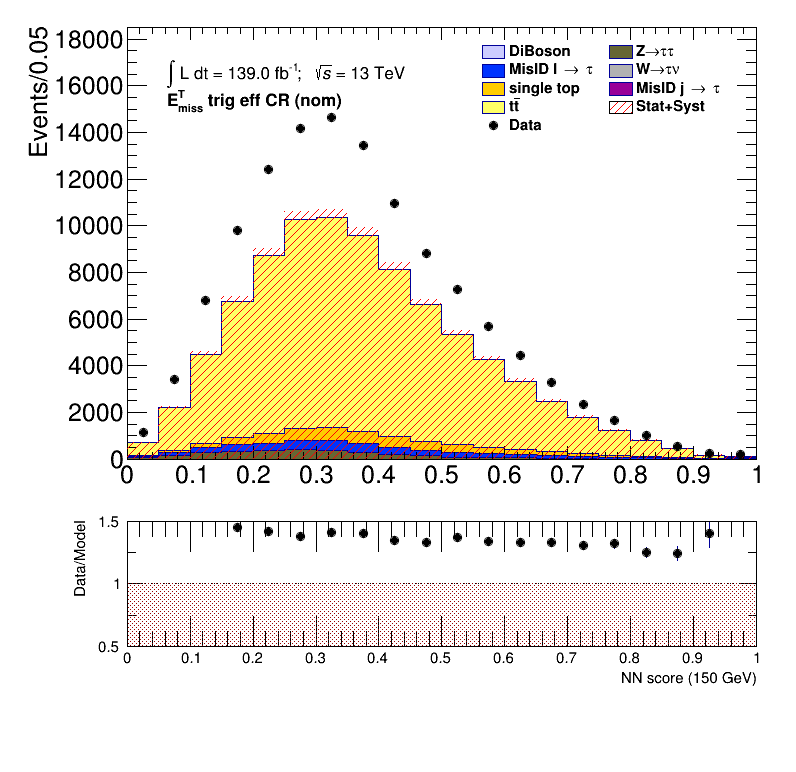 Events/0.05
18000
16000
14000
12000
10000
8000
6000
4000
2000
0
∫ L dt = 139.0 fb⁻¹; √s = 13 TeV
E^T_miss trig eff CR (nom)
DiBoson
MisID l → τ
single top
tt̄
Data
Z→ττ
W→τν
MisID j → τ
Stat+Syst
0 0.1 0.2 0.3 0.4 0.5 0.6 0.7 0.8 0.9 1
Data/Model
1.5
1
0.5
0 0.1 0.2 0.3 0.4 0.5 0.6 0.7 0.8 0.9 1
NN score (150 GeV)